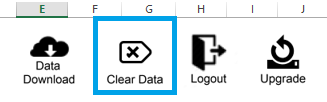 E F G H I J
Data
Download
Clear Data
Logout
Upgrade